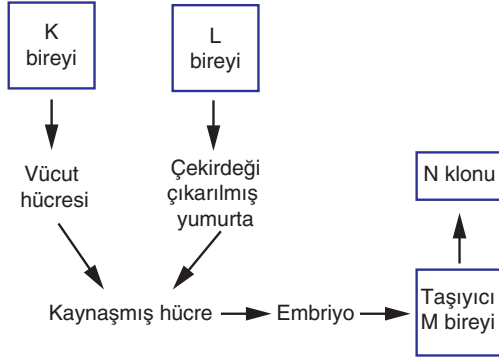 K
bireyi
L
bireyi
Vücut
hücresi
Çekirdeği
çıkarılmış
yumurta
N klonu
Kaynaşmış hücre
Embriyo
Taşıyıcı
M bireyi